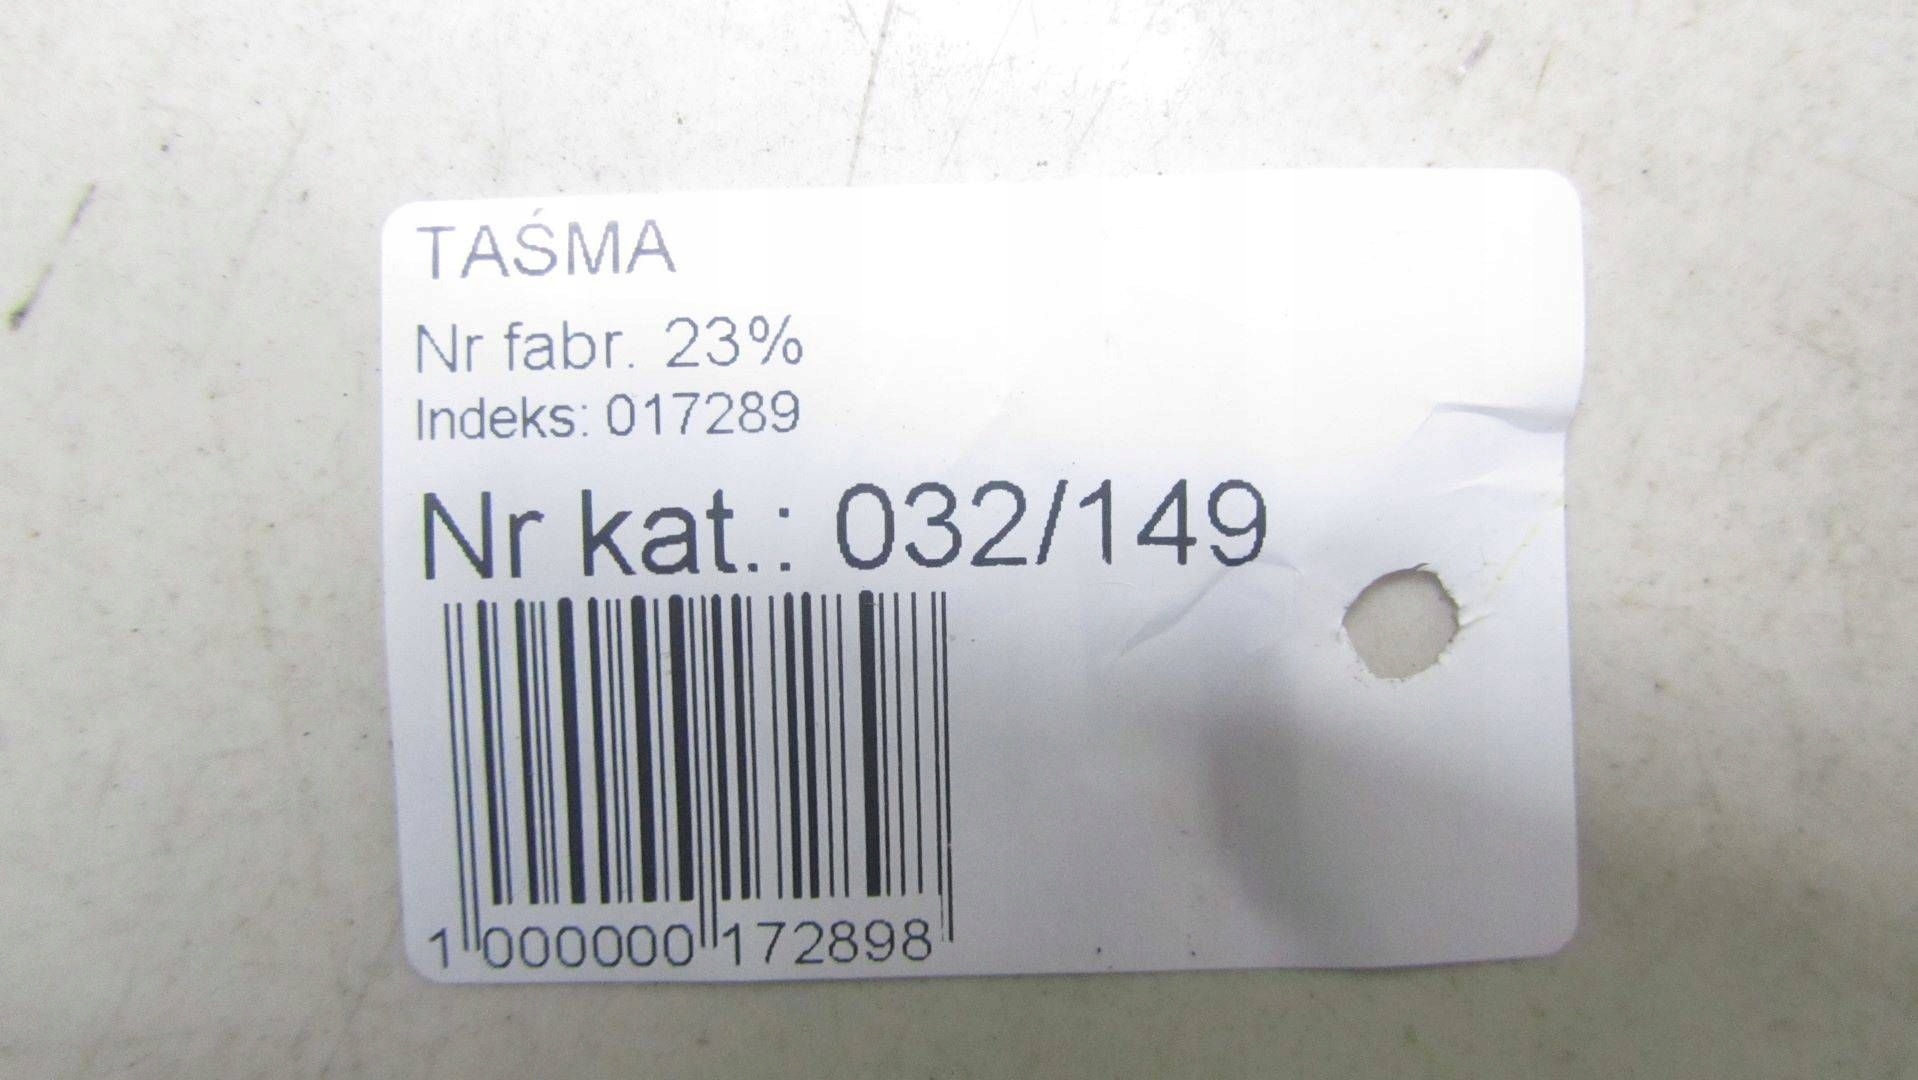 TAŚMA
Nr fabr. 23%
Indeks: 017289
Nr kat.: 032/149
1 000000 172898